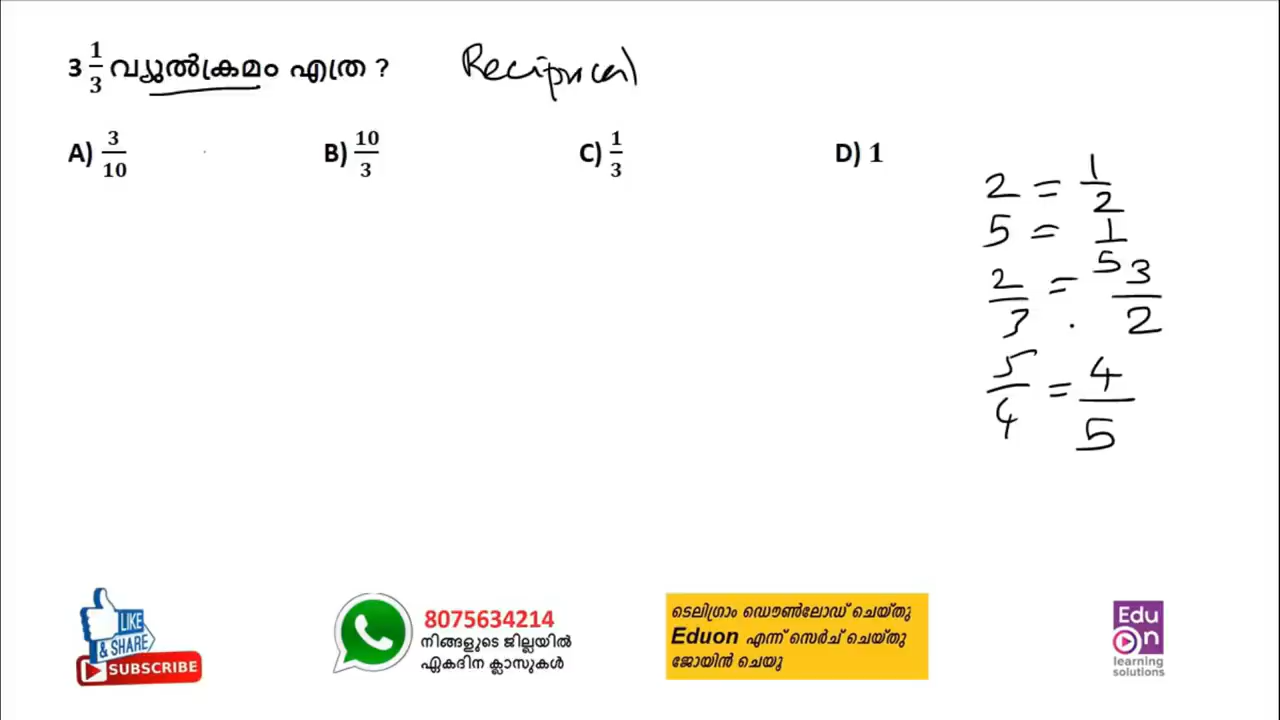 3 1/3 വ്യുൽക്രമം എത്ര ? Reciprocal
A) 3/10 B) 10/3 C) 1/3 D) 1
2 = 1/2
5 = 1/5
2/3 = 3/2
5/4 = 4/5
LIKE
& SHARE
SUBSCRIBE
8075634214
നിങ്ങളുടെ ജില്ലയിൽ
ഏകദിന ക്ലാസുകൾ
ടെലിഗ്രാം ഡൌൺലോഡ് ചെയ്തു
Eduon എന്ന് സെർച് ചെയ്തു
ജോയിൻ ചെയൂ
Edu
On
learning
solutions